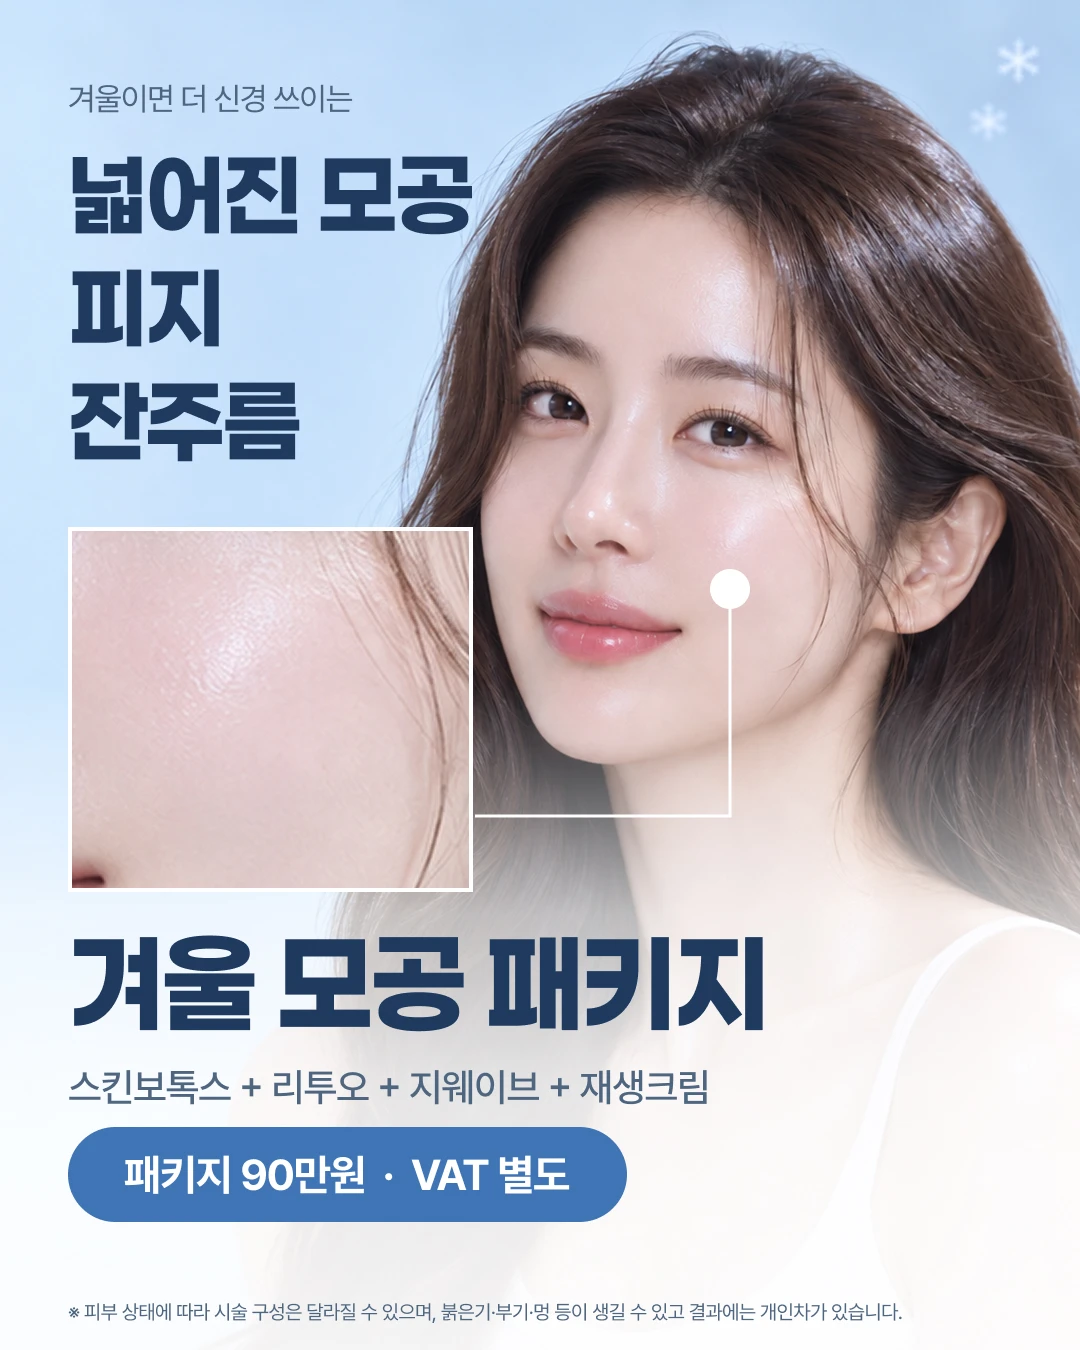 겨울이면 더 신경 쓰이는
넓어진 모공
피지
잔주름
겨울 모공 패키지
스킨보톡스 + 리투오 + 지웨이브 + 재생크림
패키지 90만원 · VAT 별도
※ 피부 상태에 따라 시술 구성은 달라질 수 있으며, 붉은기·부기·멍 등이 생길 수 있고 결과에는 개인차가 있습니다.